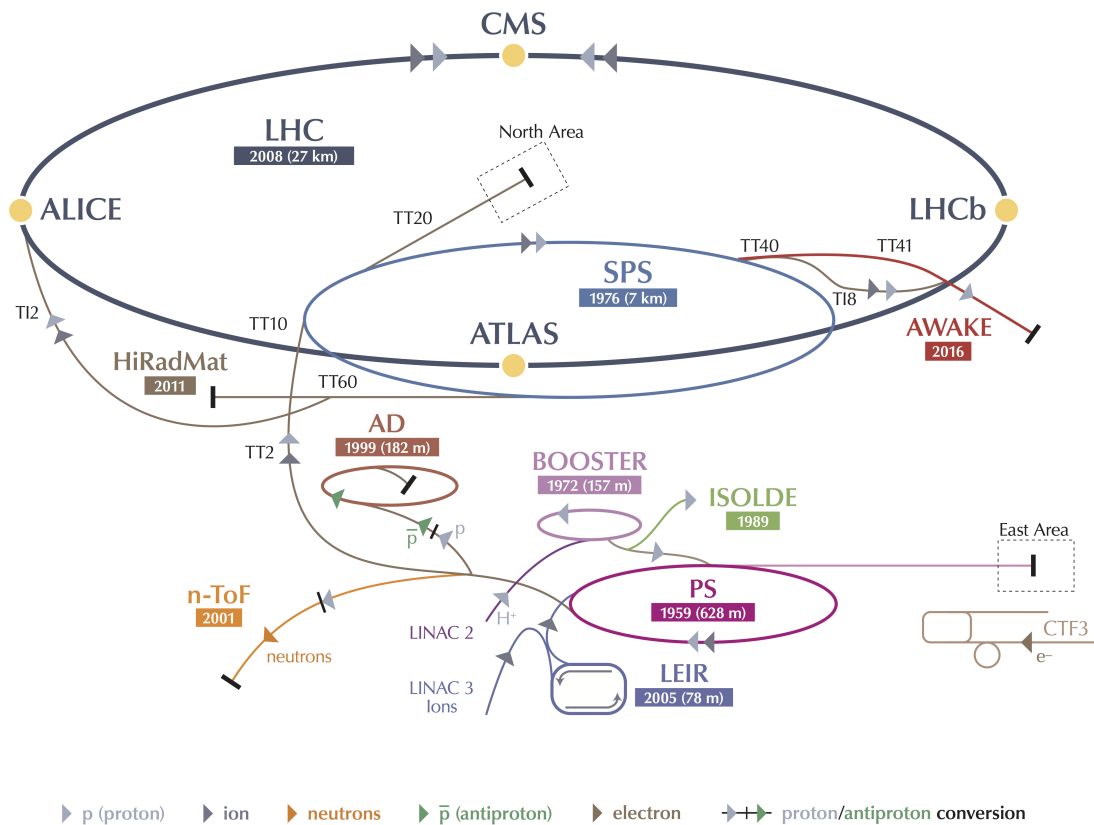 CMS
LHC
2008 (27 km)
North Area
ALICE
TT20
LHCb
TT40
TT41
SPS
1976 (7 km)
TI2
TI8
TT10
ATLAS
AWAKE
2016
HiRadMat
2011
TT60
AD
1999 (182 m)
TT2
BOOSTER
1972 (157 m)
ISOLDE
1989
p
p̅
East Area
n-ToF
2001
PS
1959 (628 m)
H⁺
LINAC 2
neutrons
CTF3
e⁻
LEIR
2005 (78 m)
LINAC 3
Ions
p (proton) ion neutrons p̅ (antiproton) electron proton/antiproton conversion